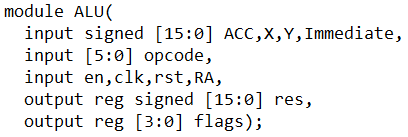 module ALU(
  input signed [15:0] ACC,X,Y,Immediate,
  input [5:0] opcode,
  input en,clk,rst,RA,
  output reg signed [15:0] res,
  output reg [3:0] flags);